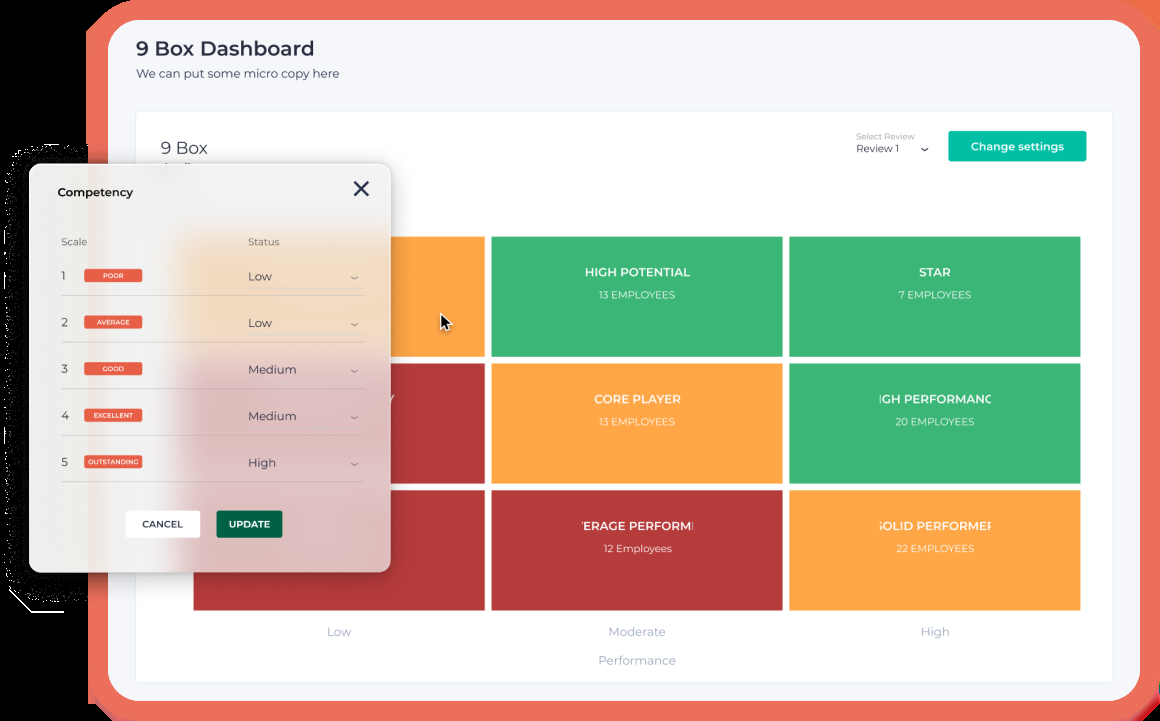 9 Box Dashboard
We can put some micro copy here
9 Box
Select Review
Review 1
Change settings
Competency
Scale Status
1 POOR Low
2 AVERAGE Low
3 GOOD Medium
4 EXCELLENT Medium
5 OUTSTANDING High
CANCEL UPDATE
HIGH POTENTIAL
13 EMPLOYEES
STAR
7 EMPLOYEES
CORE PLAYER
13 EMPLOYEES
IGH PERFORMANC
20 EMPLOYEES
ERAGE PERFORM
12 Employees
OLID PERFORMER
22 EMPLOYEES
Low Moderate High
Performance